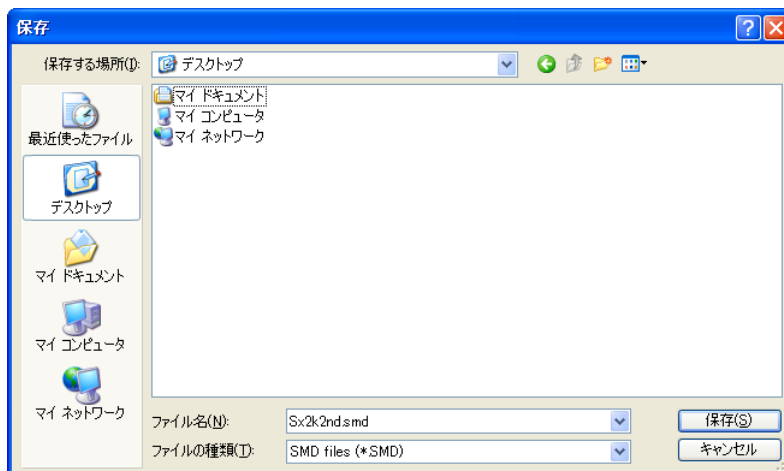 保存
保存する場所(I):
デスクトップ
最近使ったファイル
デスクトップ
マイ ドキュメント
マイ コンピュータ
マイ ネットワーク
マイ ドキュメント
マイ コンピュータ
マイ ネットワーク
ファイル名(N):
Sx2k2nd.smd
保存(S)
ファイルの種類(T):
SMD files (*.SMD)
キャンセル